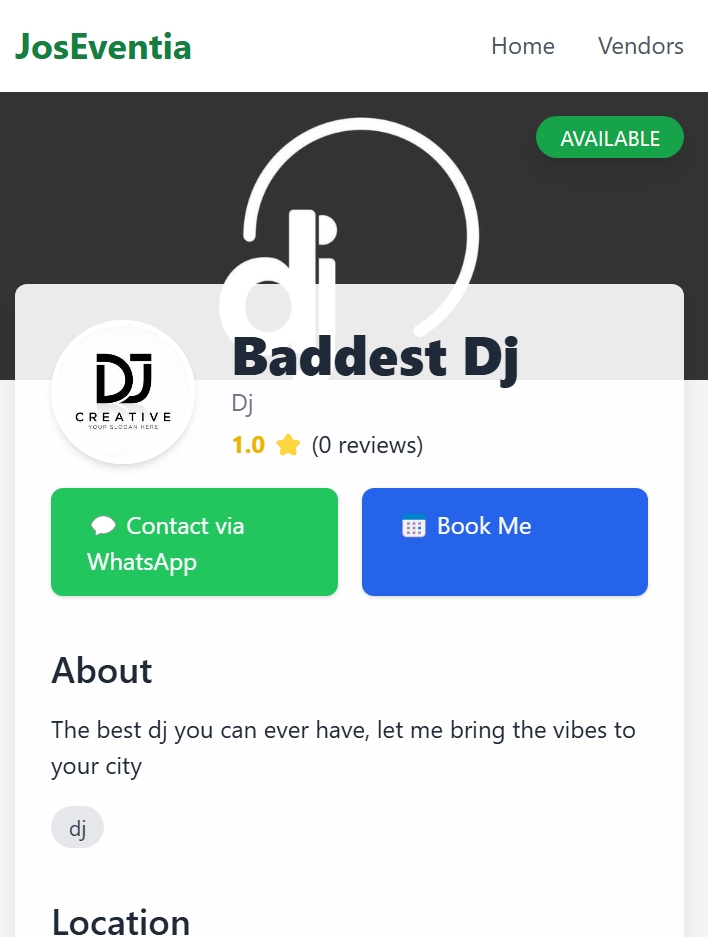 JosEventia
Home
Vendors
AVAILABLE
dj
DJ
CREATIVE
YOUR SLOGAN HERE
Baddest Dj
Dj
1.0 ⭐ (0 reviews)
💬 Contact via
WhatsApp
📅 Book Me
About
The best dj you can ever have, let me bring the vibes to
your city
dj
Location